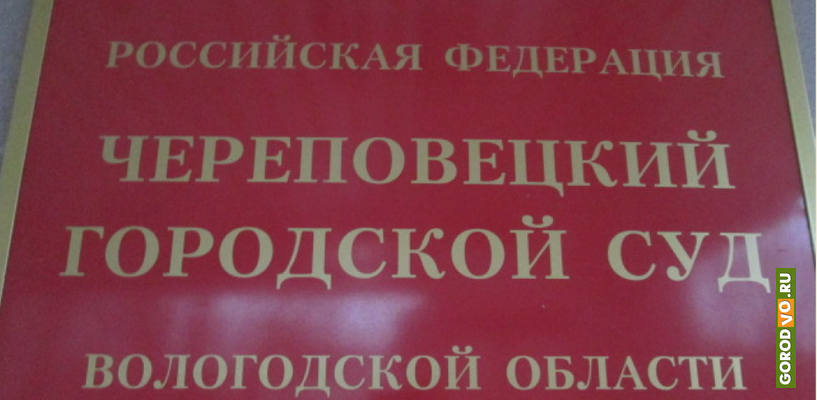 РОССИЙСКАЯ ФЕДЕРАЦИЯ
ЧЕРЕПОВЕЦКИЙ
ГОРОДСКОЙ СУД
ВОЛОГОДСКОЙ ОБЛАСТИ
GORODVO.RU